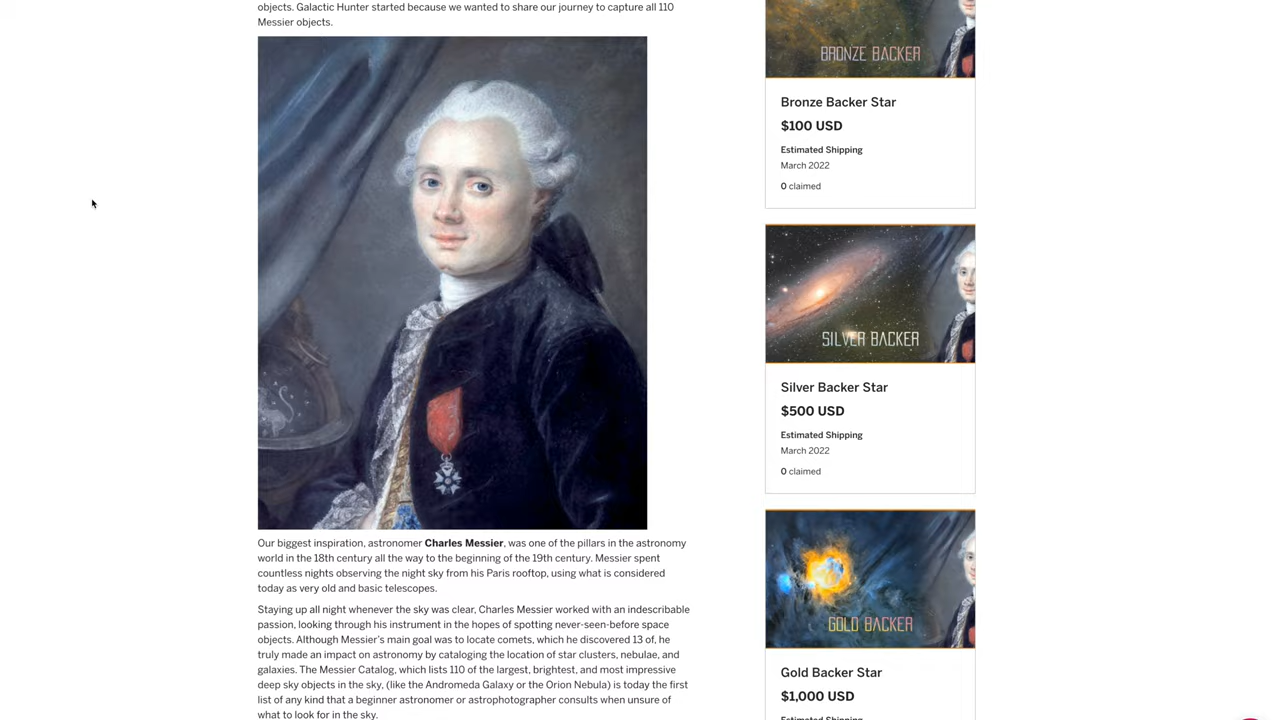 objects. Galactic Hunter started because we wanted to share our journey to capture all 110
Messier objects.
Our biggest inspiration, astronomer Charles Messier, was one of the pillars in the astronomy
world in the 18th century all the way to the beginning of the 19th century. Messier spent
countless nights observing the night sky from his Paris rooftop, using what is considered
today as very old and basic telescopes.
Staying up all night whenever the sky was clear, Charles Messier worked with an indescribable
passion, looking through his instrument in the hopes of spotting never-seen-before space
objects. Although Messier's main goal was to locate comets, which he discovered 13 of, he
truly made an impact on astronomy by cataloging the location of star clusters, nebulae, and
galaxies. The Messier Catalog, which lists 110 of the largest, brightest, and most impressive
deep sky objects in the sky, (like the Andromeda Galaxy or the Orion Nebula) is today the first
list of any kind that a beginner astronomer or astrophotographer consults when unsure of
what to look for in the sky.
BRONZE BACKER
Bronze Backer Star
$100 USD
Estimated Shipping
March 2022
0 claimed
SILVER BACKER
Silver Backer Star
$500 USD
Estimated Shipping
March 2022
0 claimed
GOLD BACKER
Gold Backer Star
$1,000 USD
Estimated Shipping